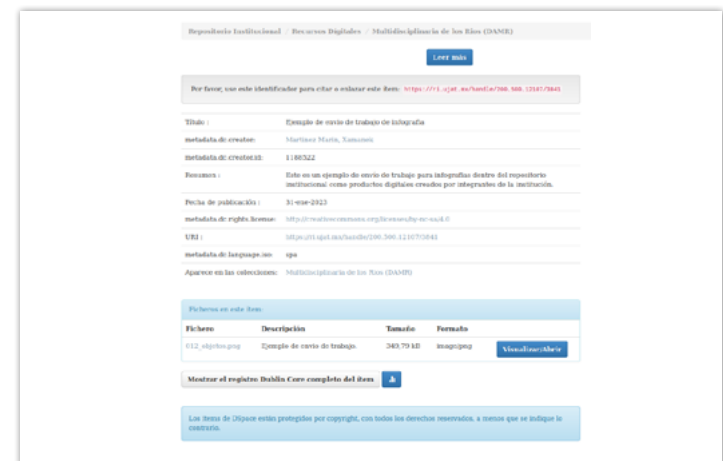 Repositorio Institucional / Recursos Digitales / Multidisciplinaria de los Ríos (DAMR)
Leer más
Por favor, use este identificador para citar o enlazar este ítem: https://ri.ujat.mx/handle/200.500.12107/3841
Título : Ejemplo de envío de trabajo de infografía
metadata.dc.creator: Martinez Marin, Xamanek
metadata.dc.creator.id: 1168522
Resumen : Este es un ejemplo de envío de trabajo para infografías dentro del repositorio
institucional como productos digitales creados por integrantes de la institución.
Fecha de publicación : 31-ene-2023
metadata.dc.rights.license: http://creativecommons.org/licenses/by-nc-sa/4.0
URI : https://ri.ujat.mx/handle/200.500.12107/3841
metadata.dc.language.iso: spa
Aparece en las colecciones: Multidisciplinaria de los Ríos (DAMR)
Ficheros en este ítem:
Fichero Descripción Tamaño Formato
012_objetos.png Ejemplo de envío de trabajo. 349,79 kB image/png Visualizar/Abrir
Mostrar el registro Dublin Core completo del ítem
Los ítems de DSpace están protegidos por copyright, con todos los derechos reservados, a menos que se indique lo
contrario.